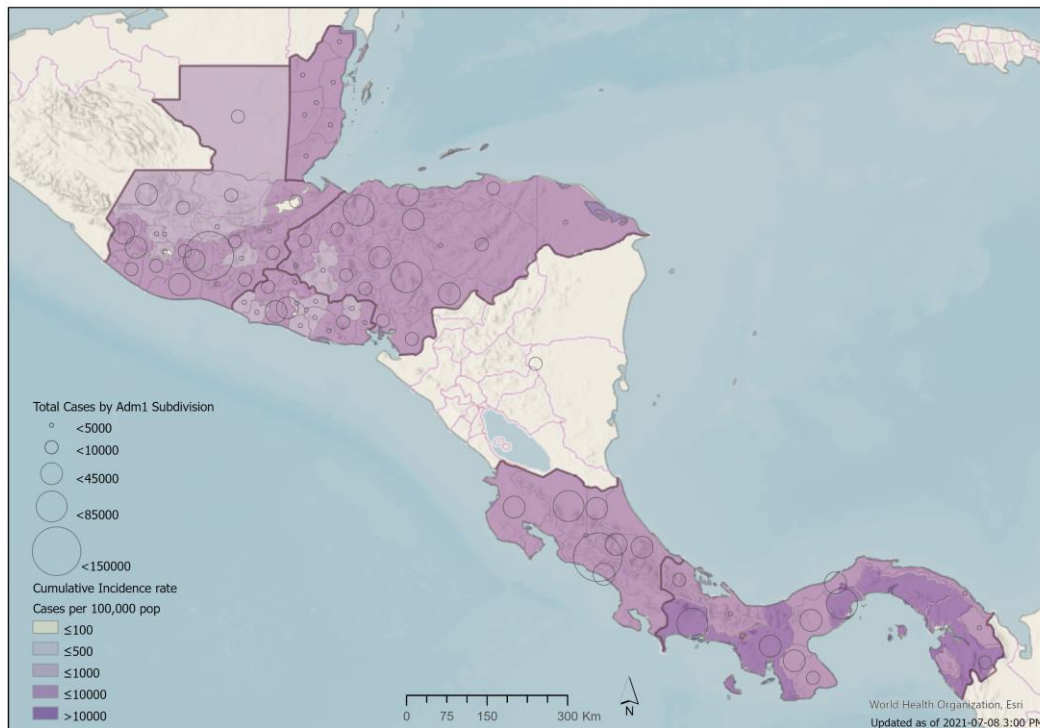 Total Cases by Adm1 Subdivision
<5000
<10000
<45000
<85000
<150000
Cumulative Incidence rate
Cases per 100,000 pop
≤100
≤500
≤1000
≤10000
>10000
0 75 150 300 Km
N
World Health Organization, Esri
Updated as of 2021-07-08 3:00 PM